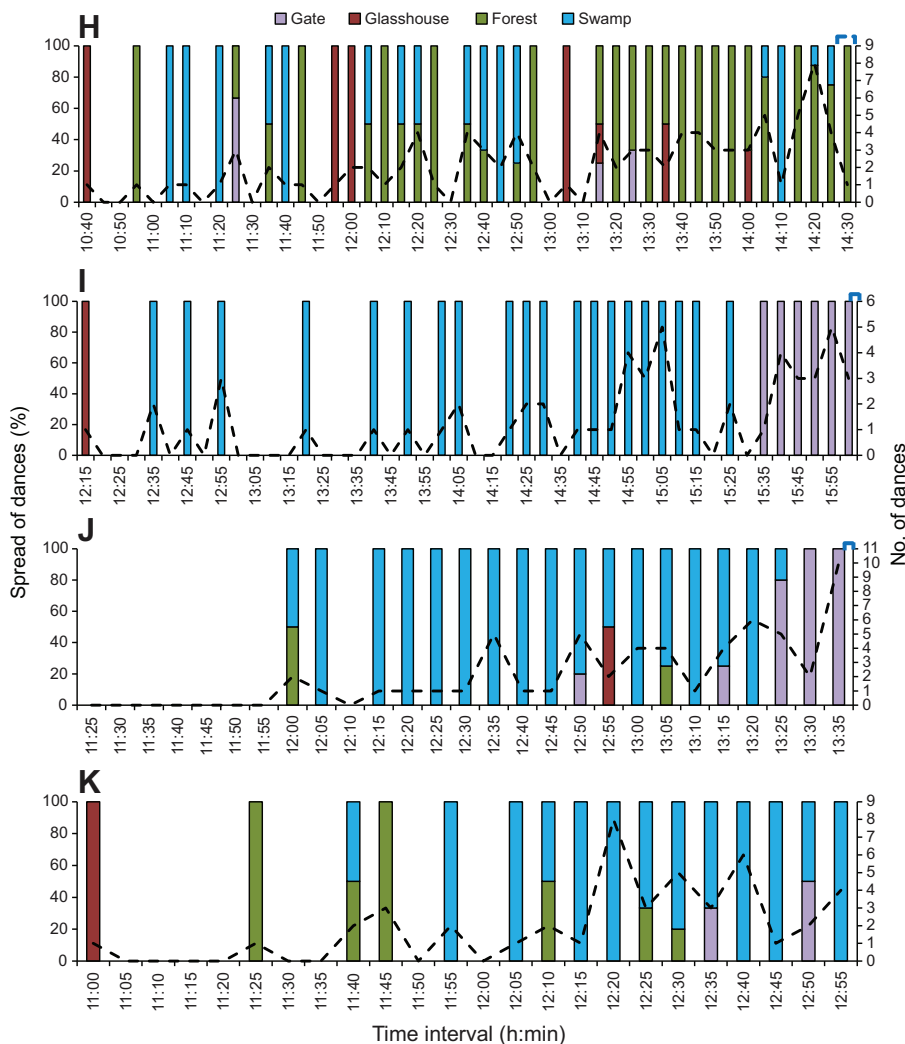 Gate Glasshouse Forest Swamp
H
100 80 60 40 20 0
9 8 7 6 5 4 3 2 1 0
10:40 10:50 11:00 11:10 11:20 11:30 11:40 11:50 12:00 12:10 12:20 12:30 12:40 12:50 13:00 13:10 13:20 13:30 13:40 13:50 14:00 14:10 14:20 14:30
I
100 80 60 40 20 0
6 5 4 3 2 1 0
12:15 12:25 12:35 12:45 12:55 13:05 13:15 13:25 13:35 13:45 13:55 14:05 14:15 14:25 14:35 14:45 14:55 15:05 15:15 15:25 15:35 15:45 15:55
Spread of dances (%)
No. of dances
J
100 80 60 40 20 0
11 10 9 8 7 6 5 4 3 2 1 0
11:25 11:30 11:35 11:40 11:45 11:50 11:55 12:00 12:05 12:10 12:15 12:20 12:25 12:30 12:35 12:40 12:45 12:50 12:55 13:00 13:05 13:10 13:15 13:20 13:25 13:30 13:35
K
100 80 60 40 20 0
9 8 7 6 5 4 3 2 1 0
11:00 11:05 11:10 11:15 11:20 11:25 11:30 11:35 11:40 11:45 11:50 11:55 12:00 12:05 12:10 12:15 12:20 12:25 12:30 12:35 12:40 12:45 12:50 12:55
Time interval (h:min)